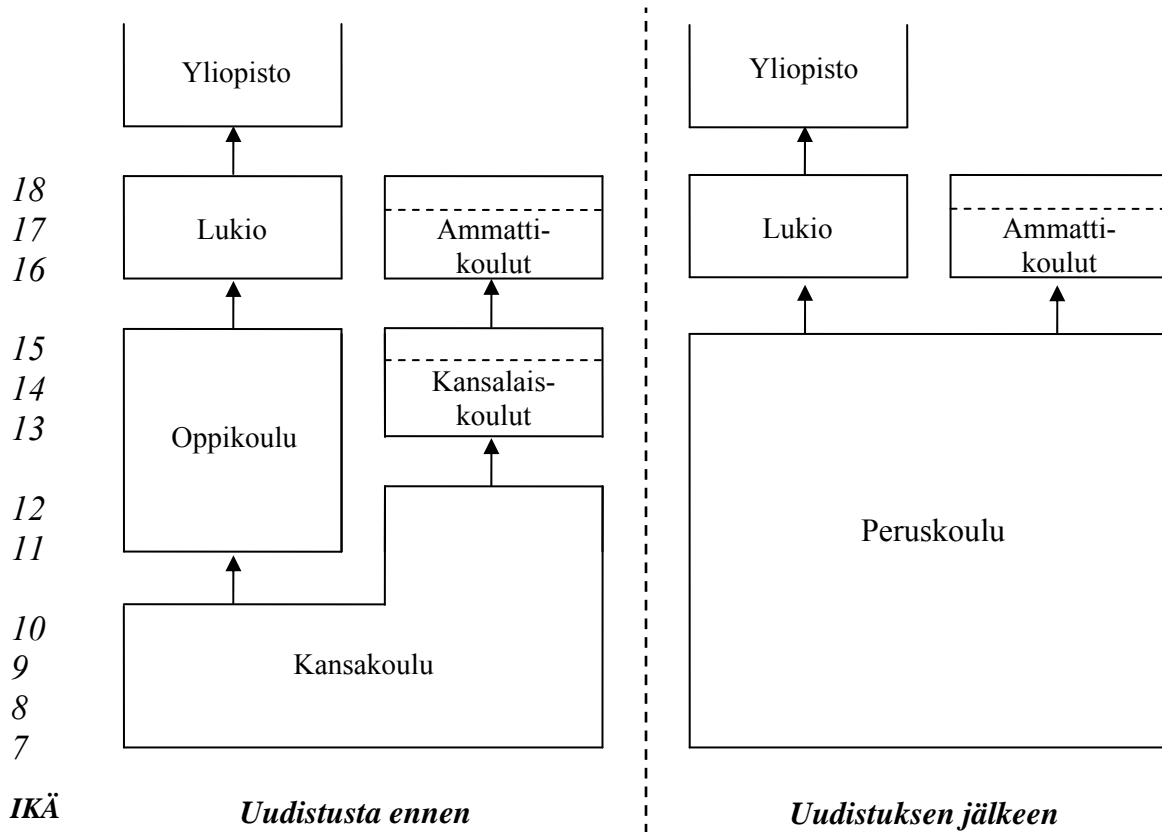 Yliopisto
Yliopisto
18
17
16
Lukio
Ammatti-
koulut
Lukio
Ammatti-
koulut
15
14
13
Oppikoulu
Kansalais-
koulut
12
11
Peruskoulu
10
9
8
7
Kansakoulu
IKÄ
Uudistusta ennen
Uudistuksen jälkeen